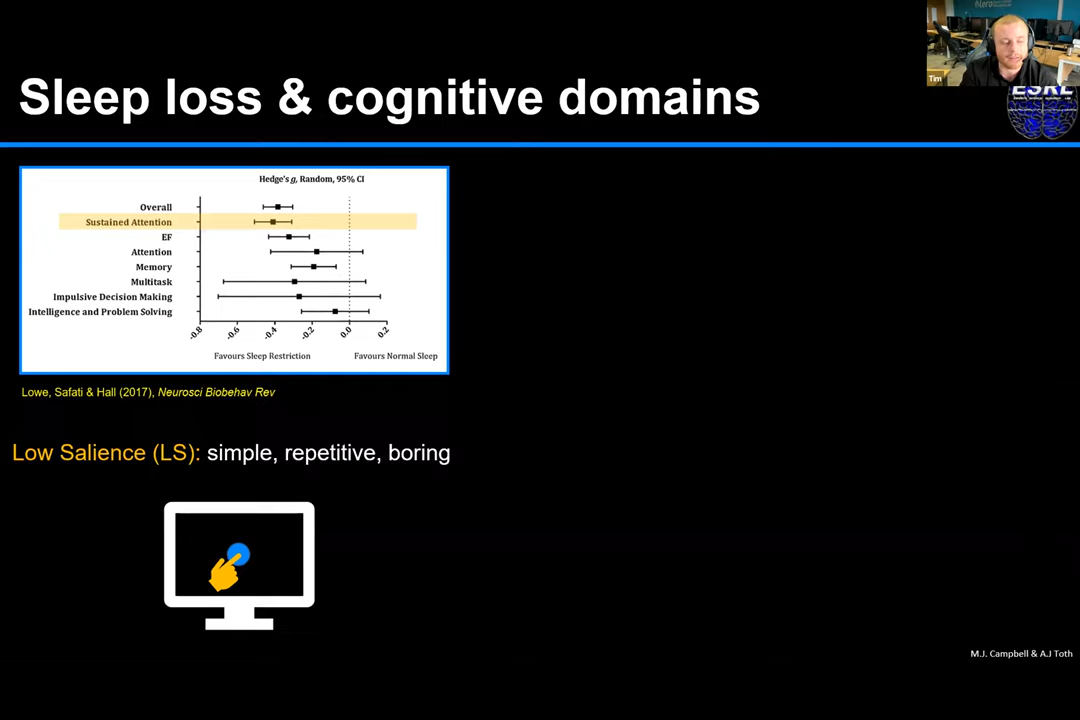 Lero
Tim
ESRL
Sleep loss & cognitive domains
Hedge's g, Random, 95% CI
Overall
Sustained Attention
EF
Attention
Memory
Multitask
Impulsive Decision Making
Intelligence and Problem Solving
-0.8 -0.6 -0.4 -0.2 0.0 0.2
Favours Sleep Restriction Favours Normal Sleep
Lowe, Safati & Hall (2017), Neurosci Biobehav Rev
Low Salience (LS): simple, repetitive, boring
M.J. Campbell & A.J Toth